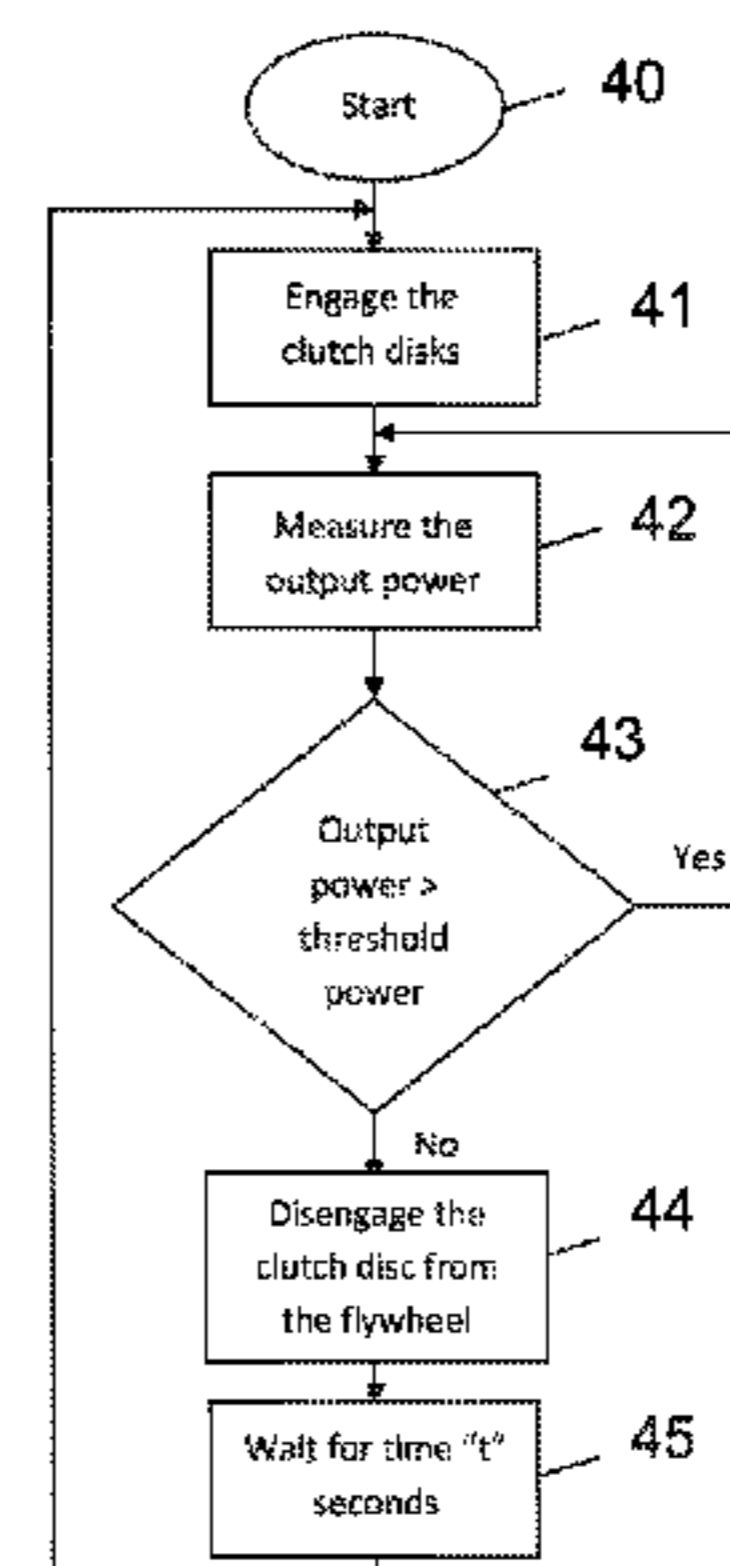 Start
40
Engage the
clutch disks
41
Measure the
output power
42
43
Output
power >
threshold
power
Yes
No
Disengage the
clutch disc from
the flywheel
44
Wait for time "t"
seconds
45